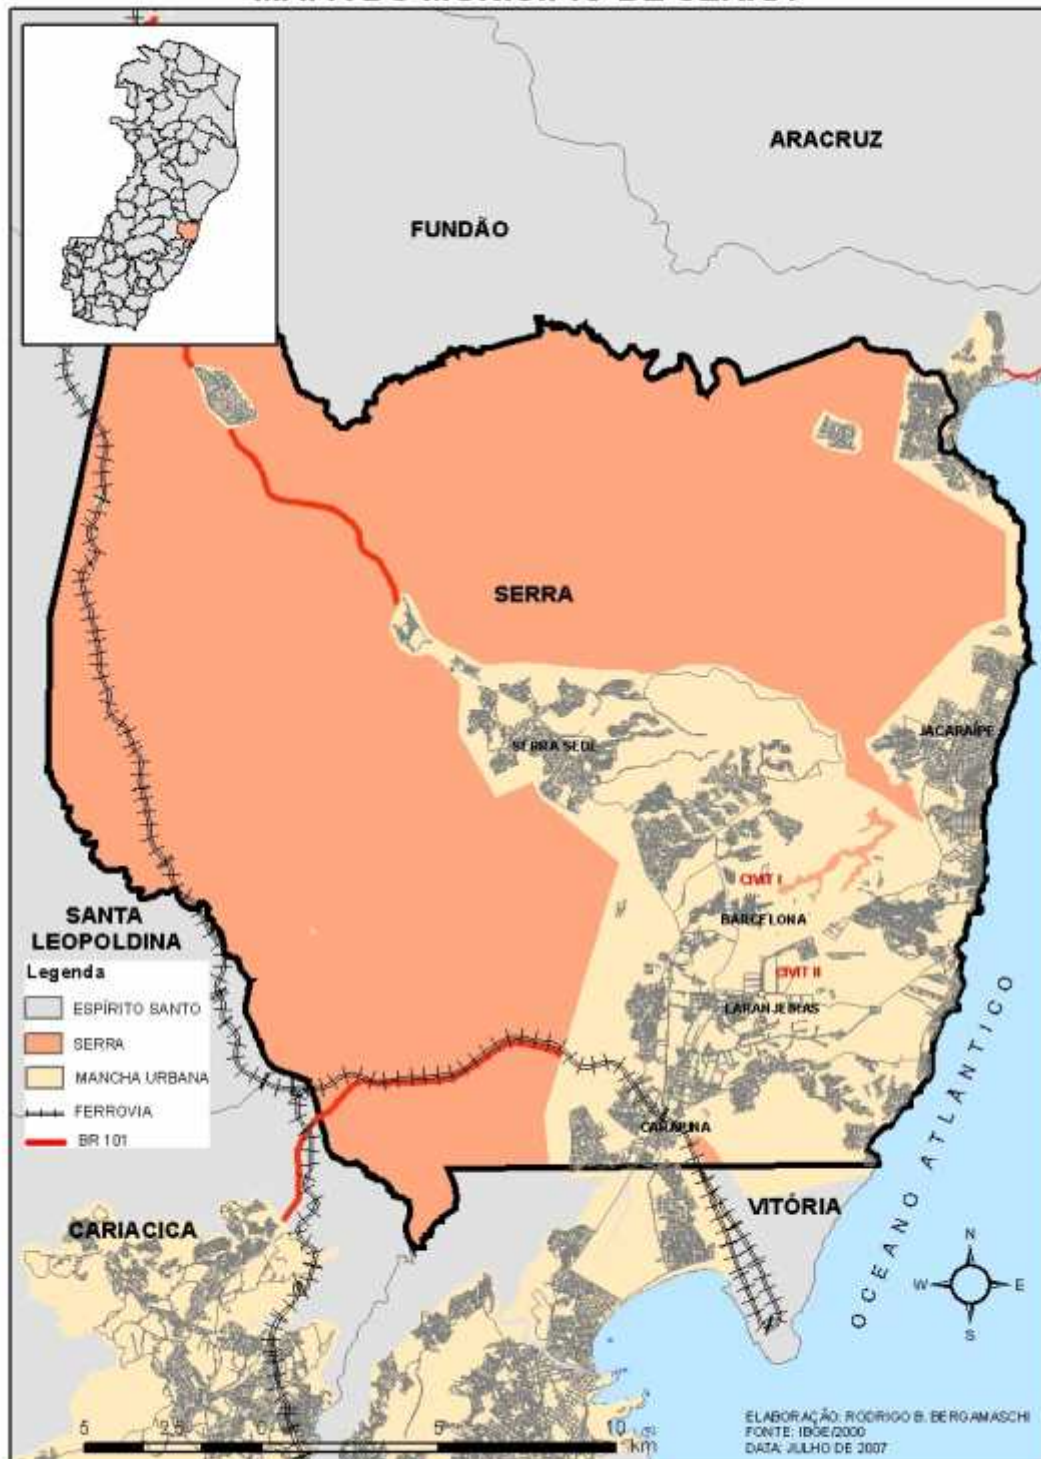 ARACRUZ
FUNDÃO
SERRA
JACARAÍPE
SERRA SEDE
CIVIT I
BARCELONA
CIVIT II
LARANJEIRAS
CARAPINA
SANTA
LEOPOLDINA
Legenda
ESPÍRITO SANTO
SERRA
MANCHA URBANA
FERROVIA
BR 101
CARIACICA
VITÓRIA
OCEANO ATLÂNTICO
N
W E
S
5 2,5 0 5 10
km
ELABORAÇÃO: RODRIGO B. BERGAMASCHI
FONTE: IBGE/2000
DATA: JULHO DE 2007